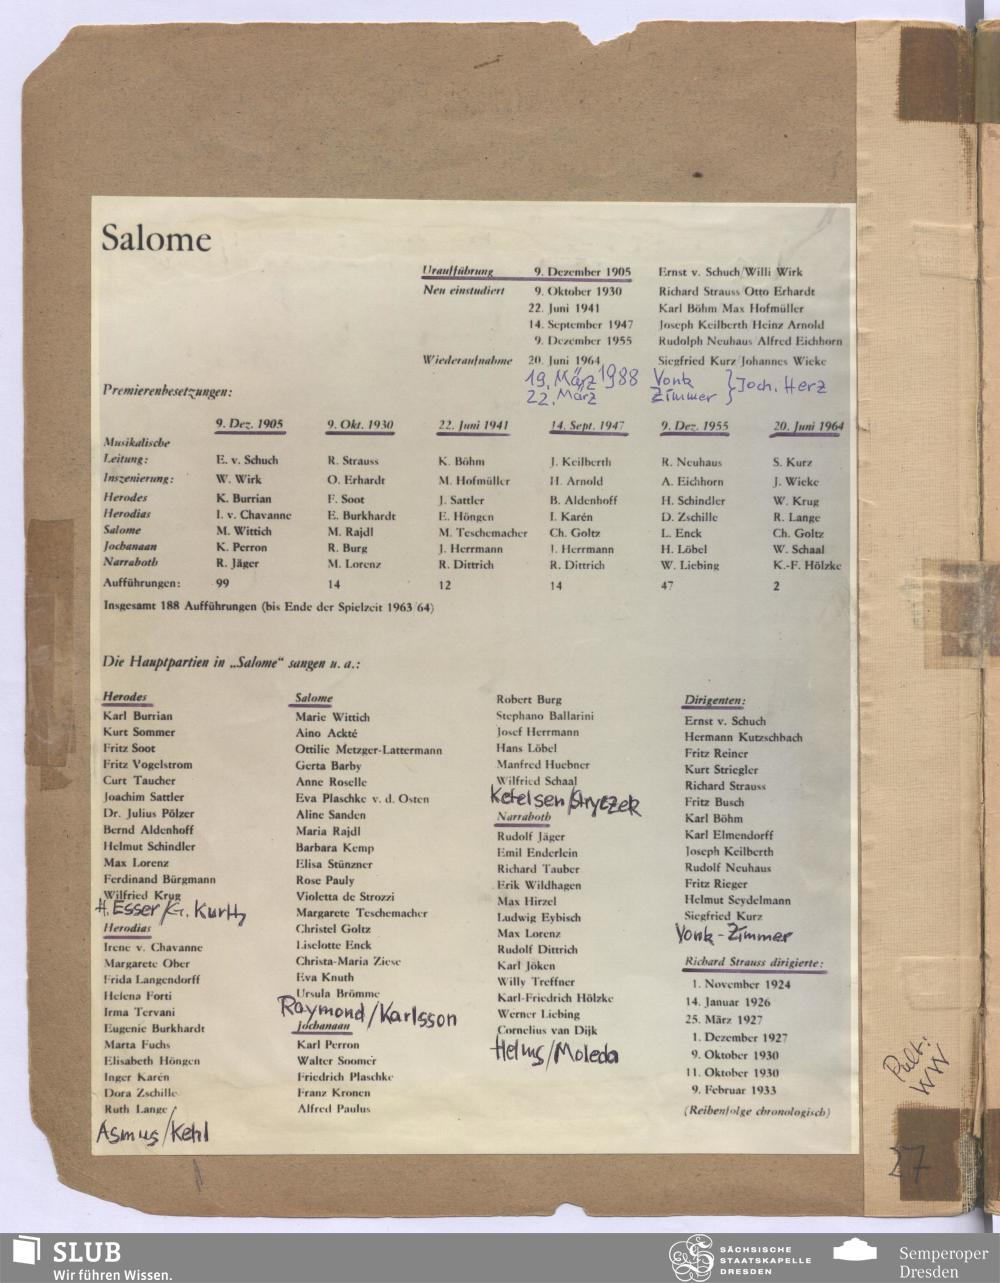 Salome
Uraufführung 9. Dezember 1905 Ernst v. Schuch/Willi Wirk
Neu einstudiert 9. Oktober 1930 Richard Strauss/Otto Erhardt
22. Juni 1941 Karl Böhm Max Hofmüller
14. September 1947 Joseph Keilberth/Heinz Arnold
9. Dezember 1955 Rudolph Neuhaus Alfred Eichhorn
Wiederaufnahme 20. Juni 1964 Siegfried Kurz/Johannes Wieke
19. März 1988 Vonk } Joch. Herz
22. März Zimmer
Premierenbesetzungen:
9. Dez. 1905 9. Okt. 1930 22. Juni 1941 14. Sept. 1947 9. Dez. 1955 20. Juni 1964
Musikalische
Leitung: E. v. Schuch R. Strauss K. Böhm J. Keilberth R. Neuhaus S. Kurz
Inszenierung: W. Wirk O. Erhardt M. Hofmüller H. Arnold A. Eichhorn J. Wieke
Herodes K. Burrian F. Soot J. Sattler B. Aldenhoff H. Schindler W. Krug
Herodias I. v. Chavanne E. Burkhardt E. Höngen I. Karén D. Zschille R. Lange
Salome M. Wittich M. Rajdl M. Teschemacher Ch. Goltz L. Enck Ch. Goltz
Jochanaan K. Perron R. Burg J. Herrmann J. Herrmann H. Löbel W. Schaal
Narraboth R. Jäger M. Lorenz R. Dittrich R. Dittrich W. Liebing K.-F. Hölzke
Aufführungen: 99 14 12 14 47 2
Insgesamt 188 Aufführungen (bis Ende der Spielzeit 1963/64)
Die Hauptpartien in „Salome“ sangen u. a.:
Herodes
Karl Burrian
Kurt Sommer
Fritz Soot
Fritz Vogelstrom
Curt Taucher
Joachim Sattler
Dr. Julius Pölzer
Bernd Aldenhoff
Helmut Schindler
Max Lorenz
Ferdinand Bürgmann
Wilfried Krug
H. Esser/G. Kurth
Herodias
Irene v. Chavanne
Margarete Ober
Frida Langendorff
Helena Forti
Irma Tervani
Eugenie Burkhardt
Marta Fuchs
Elisabeth Höngen
Inger Karén
Dora Zschille
Ruth Lange
Asmus/Kehl
Salome
Marie Wittich
Aino Ackté
Ottilie Metzger-Lattermann
Gerta Barby
Anne Roselle
Eva Plaschke v. d. Osten
Aline Sanden
Maria Rajdl
Barbara Kemp
Elisa Stünzner
Rose Pauly
Violetta de Strozzi
Margarete Teschemacher
Christel Goltz
Liselotte Enck
Christa-Maria Ziese
Eva Knuth
Ursula Brömme
Raymond/Karlsson
Jochanaan
Karl Perron
Walter Soomer
Friedrich Plaschke
Franz Kronen
Alfred Paulus
Robert Burg
Stephano Ballarini
Josef Herrmann
Hans Löbel
Manfred Huebner
Wilfried Schaal
Ketelsen/Stryczek
Narraboth
Rudolf Jäger
Emil Enderlein
Richard Tauber
Erik Wildhagen
Max Hirzel
Ludwig Eybisch
Max Lorenz
Rudolf Dittrich
Karl Jöken
Willy Treffner
Karl-Friedrich Hölzke
Werner Liebing
Cornelius van Dijk
Helms/Moleda
Dirigenten:
Ernst v. Schuch
Hermann Kutzschbach
Fritz Reiner
Kurt Striegler
Richard Strauss
Fritz Busch
Karl Böhm
Karl Elmendorff
Joseph Keilberth
Rudolf Neuhaus
Fritz Rieger
Helmut Seydelmann
Siegfried Kurz
Vonk-Zimmer
Richard Strauss dirigierte:
1. November 1924
14. Januar 1926
25. März 1927
1. Dezember 1927
9. Oktober 1930
11. Oktober 1930
9. Februar 1933
(Reihenfolge chronologisch)
Pult:
WW
27
SLUB
Wir führen Wissen.
SÄCHSISCHE
STAATSKAPELLE
DRESDEN
Semperoper
Dresden